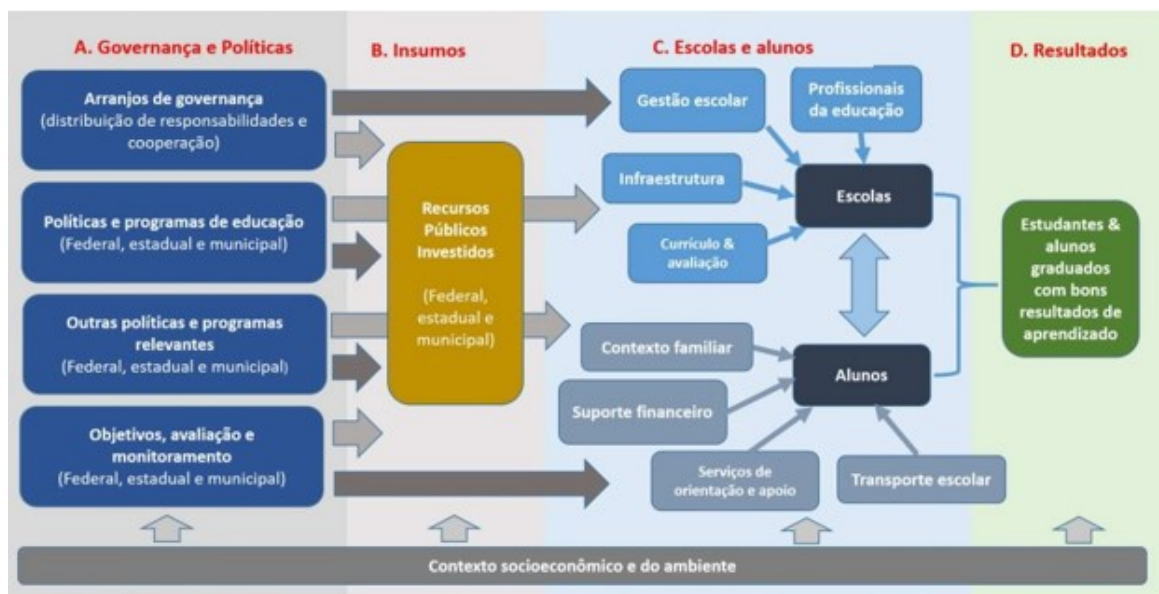 A. Governança e Políticas
Arranjos de governança
(distribuição de responsabilidades e
cooperação)
Políticas e programas de educação
(Federal, estadual e municipal)
Outras políticas e programas
relevantes
(Federal, estadual e municipal)
Objetivos, avaliação e
monitoramento
(Federal, estadual e municipal)
B. Insumos
Recursos
Públicos
Investidos
(Federal,
estadual e
municipal)
C. Escolas e alunos
Gestão escolar
Profissionais
da educação
Infraestrutura
Escolas
Currículo &
avaliação
Contexto familiar
Alunos
Suporte financeiro
Serviços de
orientação e apoio
Transporte escolar
D. Resultados
Estudantes &
alunos
graduados
com bons
resultados de
aprendizado
Contexto socioeconômico e do ambiente